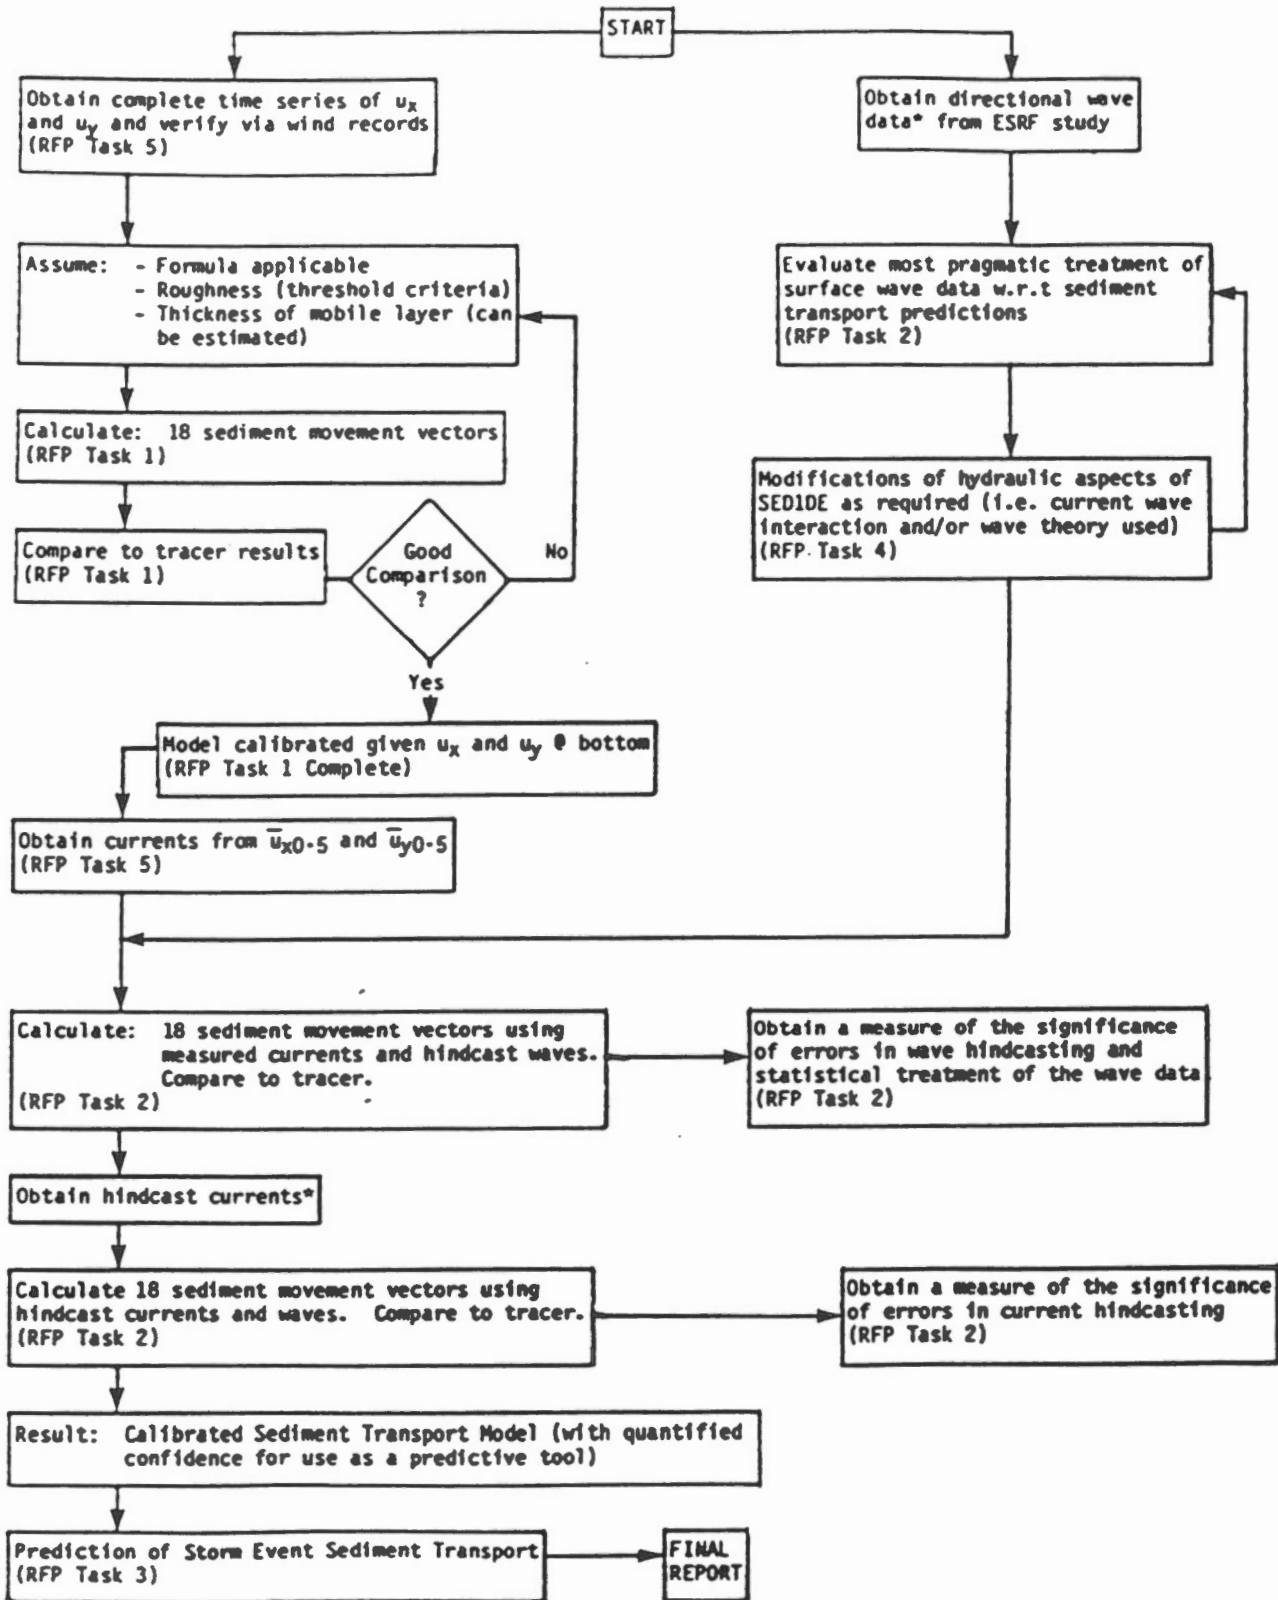 START
Obtain complete time series of uₓ
and u_y and verify via wind records
(RFP Task 5)
Obtain directional wave
data* from ESRF study
Assume: - Formula applicable
- Roughness (threshold criteria)
- Thickness of mobile layer (can
be estimated)
Evaluate most pragmatic treatment of
surface wave data w.r.t sediment
transport predictions
(RFP Task 2)
Calculate: 18 sediment movement vectors
(RFP Task 1)
Modifications of hydraulic aspects of
SED1DE as required (i.e. current wave
interaction and/or wave theory used)
(RFP Task 4)
Compare to tracer results
(RFP Task 1)
Good
Comparison
?
No
Yes
Model calibrated given uₓ and u_y @ bottom
(RFP Task 1 Complete)
Obtain currents from u̅ₓ₀.₅ and u̅_y0.5
(RFP Task 5)
Calculate: 18 sediment movement vectors using
measured currents and hindcast waves.
Compare to tracer.
(RFP Task 2)
Obtain a measure of the significance
of errors in wave hindcasting and
statistical treatment of the wave data
(RFP Task 2)
Obtain hindcast currents*
Calculate 18 sediment movement vectors using
hindcast currents and waves. Compare to tracer.
(RFP Task 2)
Obtain a measure of the significance
of errors in current hindcasting
(RFP Task 2)
Result: Calibrated Sediment Transport Model (with quantified
confidence for use as a predictive tool)
Prediction of Storm Event Sediment Transport
(RFP Task 3)
FINAL
REPORT